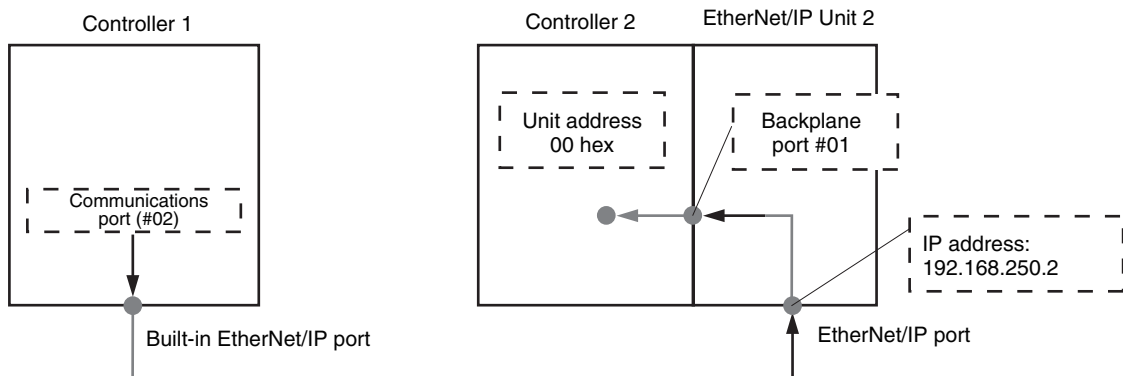 Controller 1
Controller 2
EtherNet/IP Unit 2
Unit address
00 hex
Backplane
port #01
Communications
port (#02)
IP address:
192.168.250.2
Built-in EtherNet/IP port
EtherNet/IP port